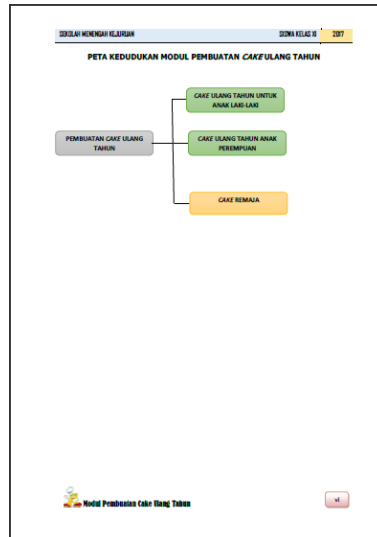 SEKOLAH MENENGAH KEJURUAN SISWA KELAS XI 2017
PETA KEDUDUKAN MODUL PEMBUATAN CAKE ULANG TAHUN
CAKE ULANG TAHUN UNTUK
ANAK LAKI-LAKI
PEMBUATAN CAKE ULANG
TAHUN
CAKE ULANG TAHUN ANAK
PEREMPUAN
CAKE REMAJA
Modul Pembuatan Cake Ulang Tahun
vi